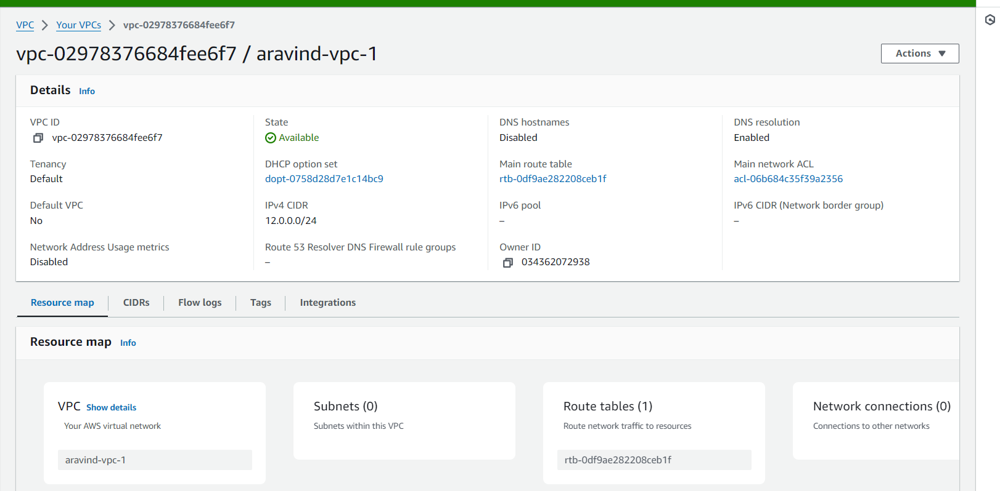 VPC > Your VPCs > vpc-02978376684fee6f7
vpc-02978376684fee6f7 / aravind-vpc-1
Actions
Details Info
VPC ID
vpc-02978376684fee6f7
State
Available
DNS hostnames
Disabled
DNS resolution
Enabled
Tenancy
Default
DHCP option set
dopt-0758d28d7e1c14bc9
Main route table
rtb-0df9ae282208ceb1f
Main network ACL
acl-06b684c35f39a2356
Default VPC
No
IPv4 CIDR
12.0.0.0/24
IPv6 pool
–
IPv6 CIDR (Network border group)
–
Network Address Usage metrics
Disabled
Route 53 Resolver DNS Firewall rule groups
–
Owner ID
034362072938
Resource map CIDRs Flow logs Tags Integrations
Resource map Info
VPC Show details
Your AWS virtual network
aravind-vpc-1
Subnets (0)
Subnets within this VPC
Route tables (1)
Route network traffic to resources
rtb-0df9ae282208ceb1f
Network connections (0)
Connections to other networks